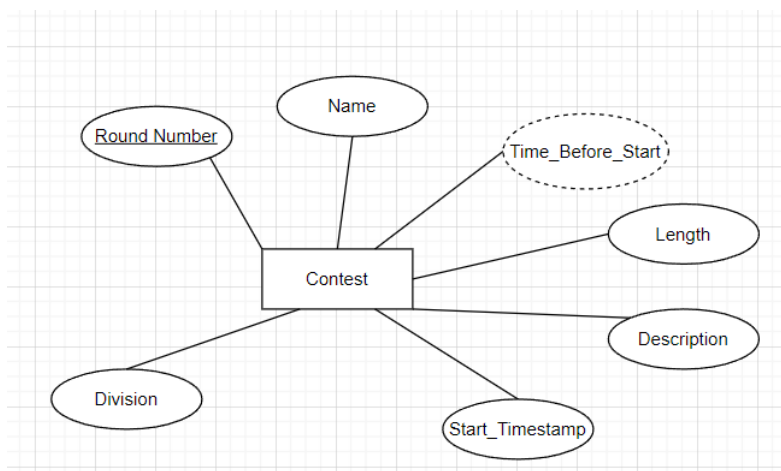 Name
Round Number
Time_Before_Start
Length
Contest
Description
Division
Start_Timestamp